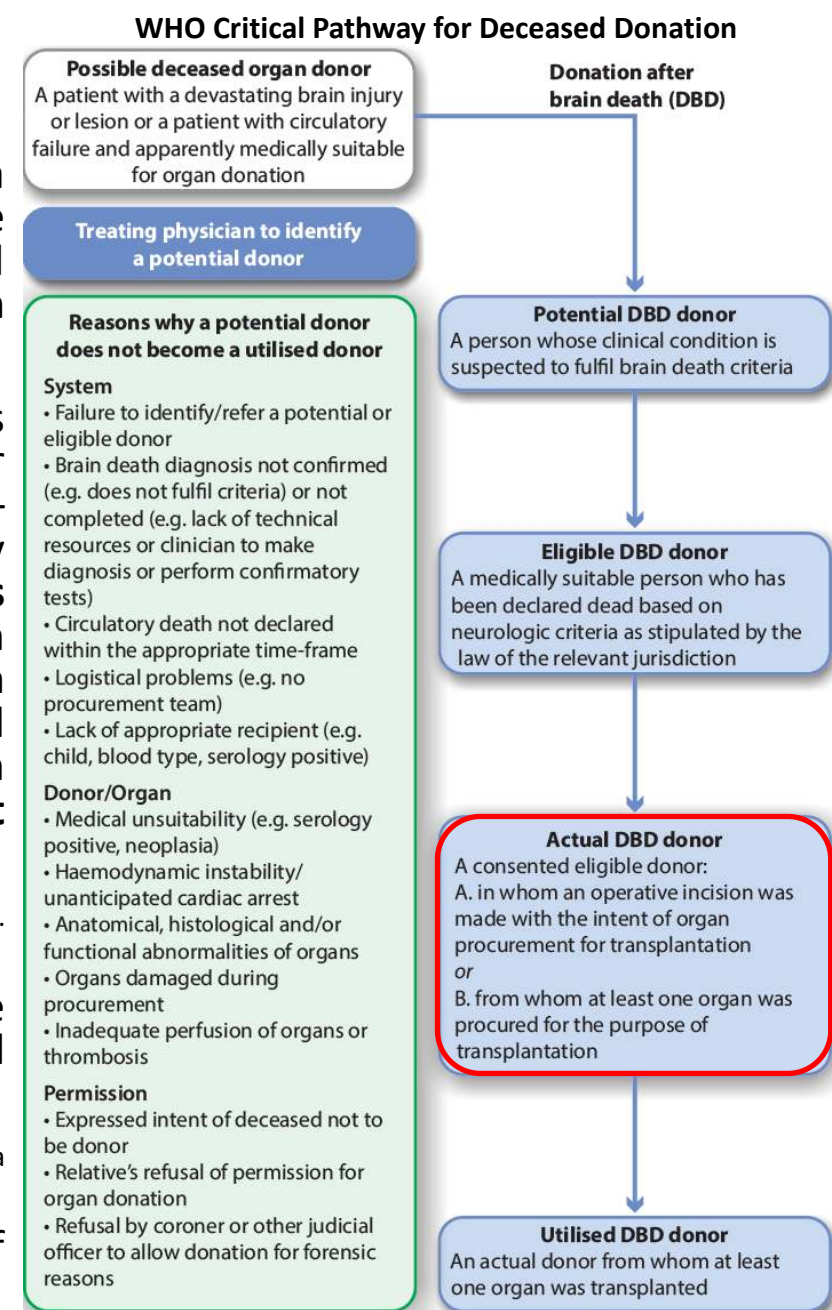 WHO Critical Pathway for Deceased Donation
Possible deceased organ donor
A patient with a devastating brain injury
or lesion or a patient with circulatory
failure and apparently medically suitable
for organ donation
Donation after
brain death (DBD)
Treating physician to identify
a potential donor
Reasons why a potential donor
does not become a utilised donor
System
• Failure to identify/refer a potential or
eligible donor
• Brain death diagnosis not confirmed
(e.g. does not fulfil criteria) or not
completed (e.g. lack of technical
resources or clinician to make
diagnosis or perform confirmatory
tests)
• Circulatory death not declared
within the appropriate time-frame
• Logistical problems (e.g. no
procurement team)
• Lack of appropriate recipient (e.g.
child, blood type, serology positive)
Donor/Organ
• Medical unsuitability (e.g. serology
positive, neoplasia)
• Haemodynamic instability/
unanticipated cardiac arrest
• Anatomical, histological and/or
functional abnormalities of organs
• Organs damaged during
procurement
• Inadequate perfusion of organs or
thrombosis
Permission
• Expressed intent of deceased not to
be donor
• Relative's refusal of permission for
organ donation
• Refusal by coroner or other judicial
officer to allow donation for forensic
reasons
Potential DBD donor
A person whose clinical condition is
suspected to fulfil brain death criteria
Eligible DBD donor
A medically suitable person who has
been declared dead based on
neurologic criteria as stipulated by the
law of the relevant jurisdiction
Actual DBD donor
A consented eligible donor:
A. in whom an operative incision was
made with the intent of organ
procurement for transplantation
or
B. from whom at least one organ was
procured for the purpose of
transplantation
Utilised DBD donor
An actual donor from whom at least
one organ was transplanted